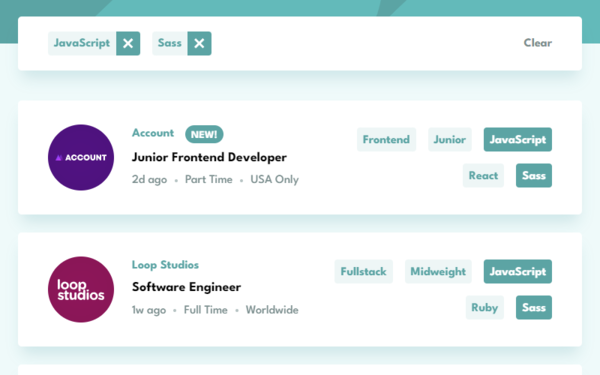 JavaScript Sass Clear
Account NEW!
Junior Frontend Developer
2d ago • Part Time • USA Only
ACCOUNT
Frontend Junior JavaScript
React Sass
Loop Studios
Software Engineer
1w ago • Full Time • Worldwide
loop
studios
Fullstack Midweight JavaScript
Ruby Sass